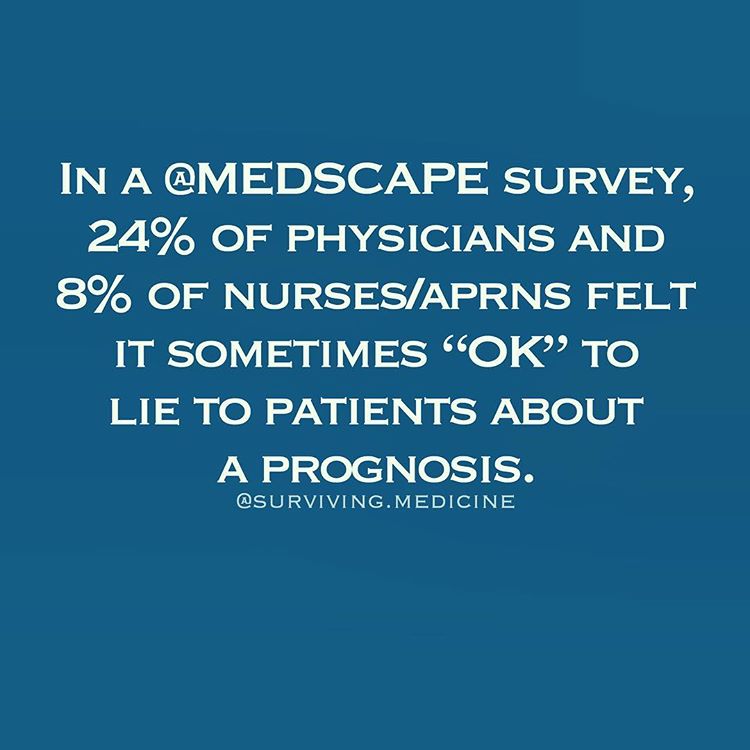 In a @MEDSCAPE survey,
24% of physicians and
8% of nurses/aprns felt
it sometimes “OK” to
lie to patients about
a prognosis.
@surviving.medicine